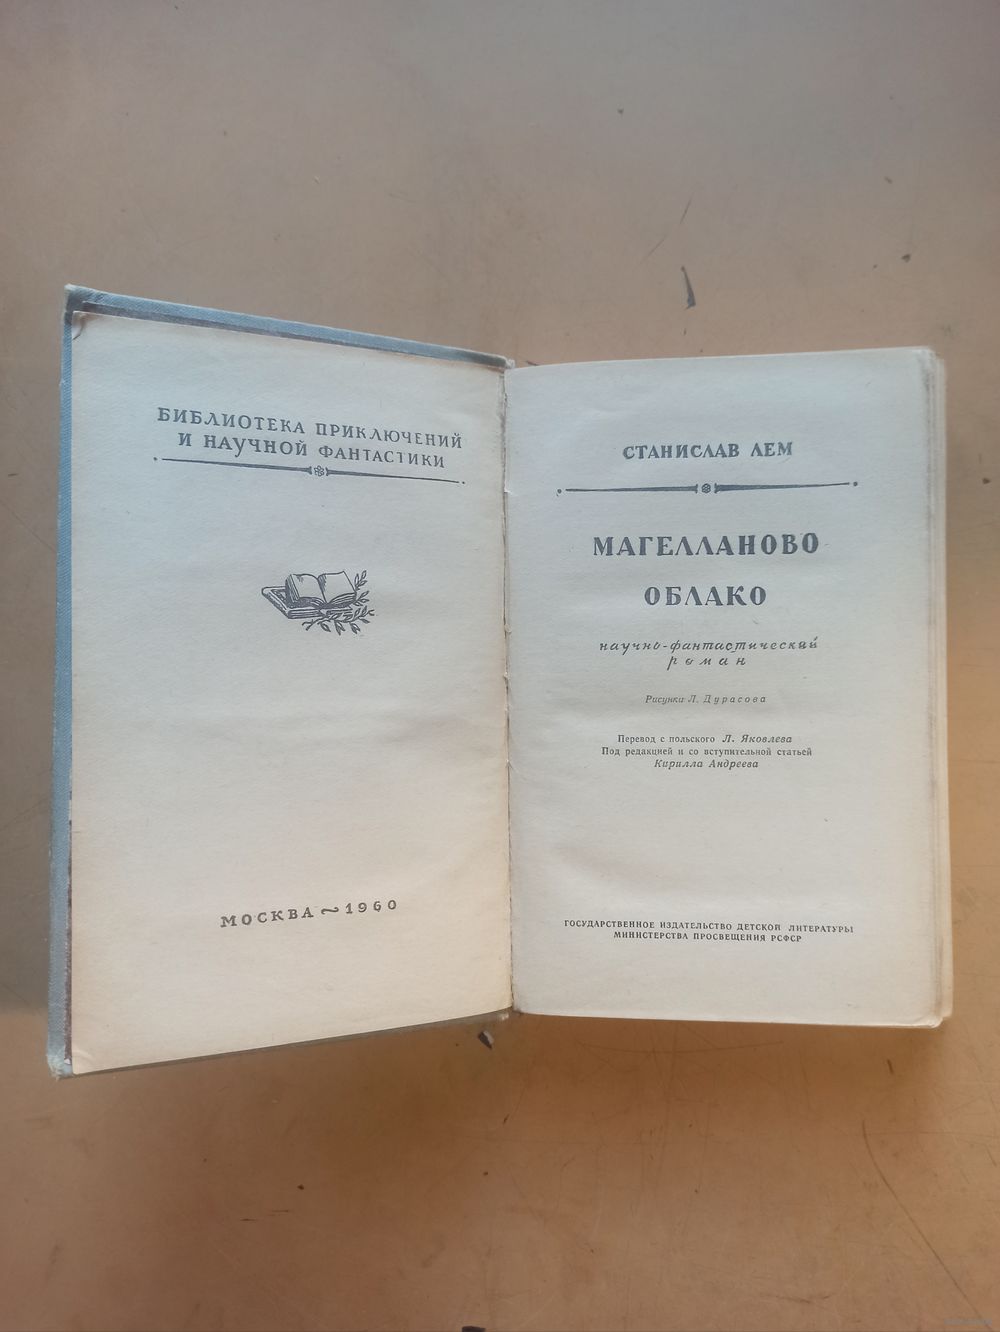 БИБЛИОТЕКА ПРИКЛЮЧЕНИЙ
И НАУЧНОЙ ФАНТАСТИКИ
МОСКВА ~ 1960
СТАНИСЛАВ ЛЕМ
МАГЕЛЛАНОВО
ОБЛАКО
научно-фантастический
роман
Рисунки Л. Дурасова
Перевод с польского Л. Яковлева
Под редакцией и со вступительной статьей
Кирилла Андреева
ГОСУДАРСТВЕННОЕ ИЗДАТЕЛЬСТВО ДЕТСКОЙ ЛИТЕРАТУРЫ
МИНИСТЕРСТВА ПРОСВЕЩЕНИЯ РСФСР